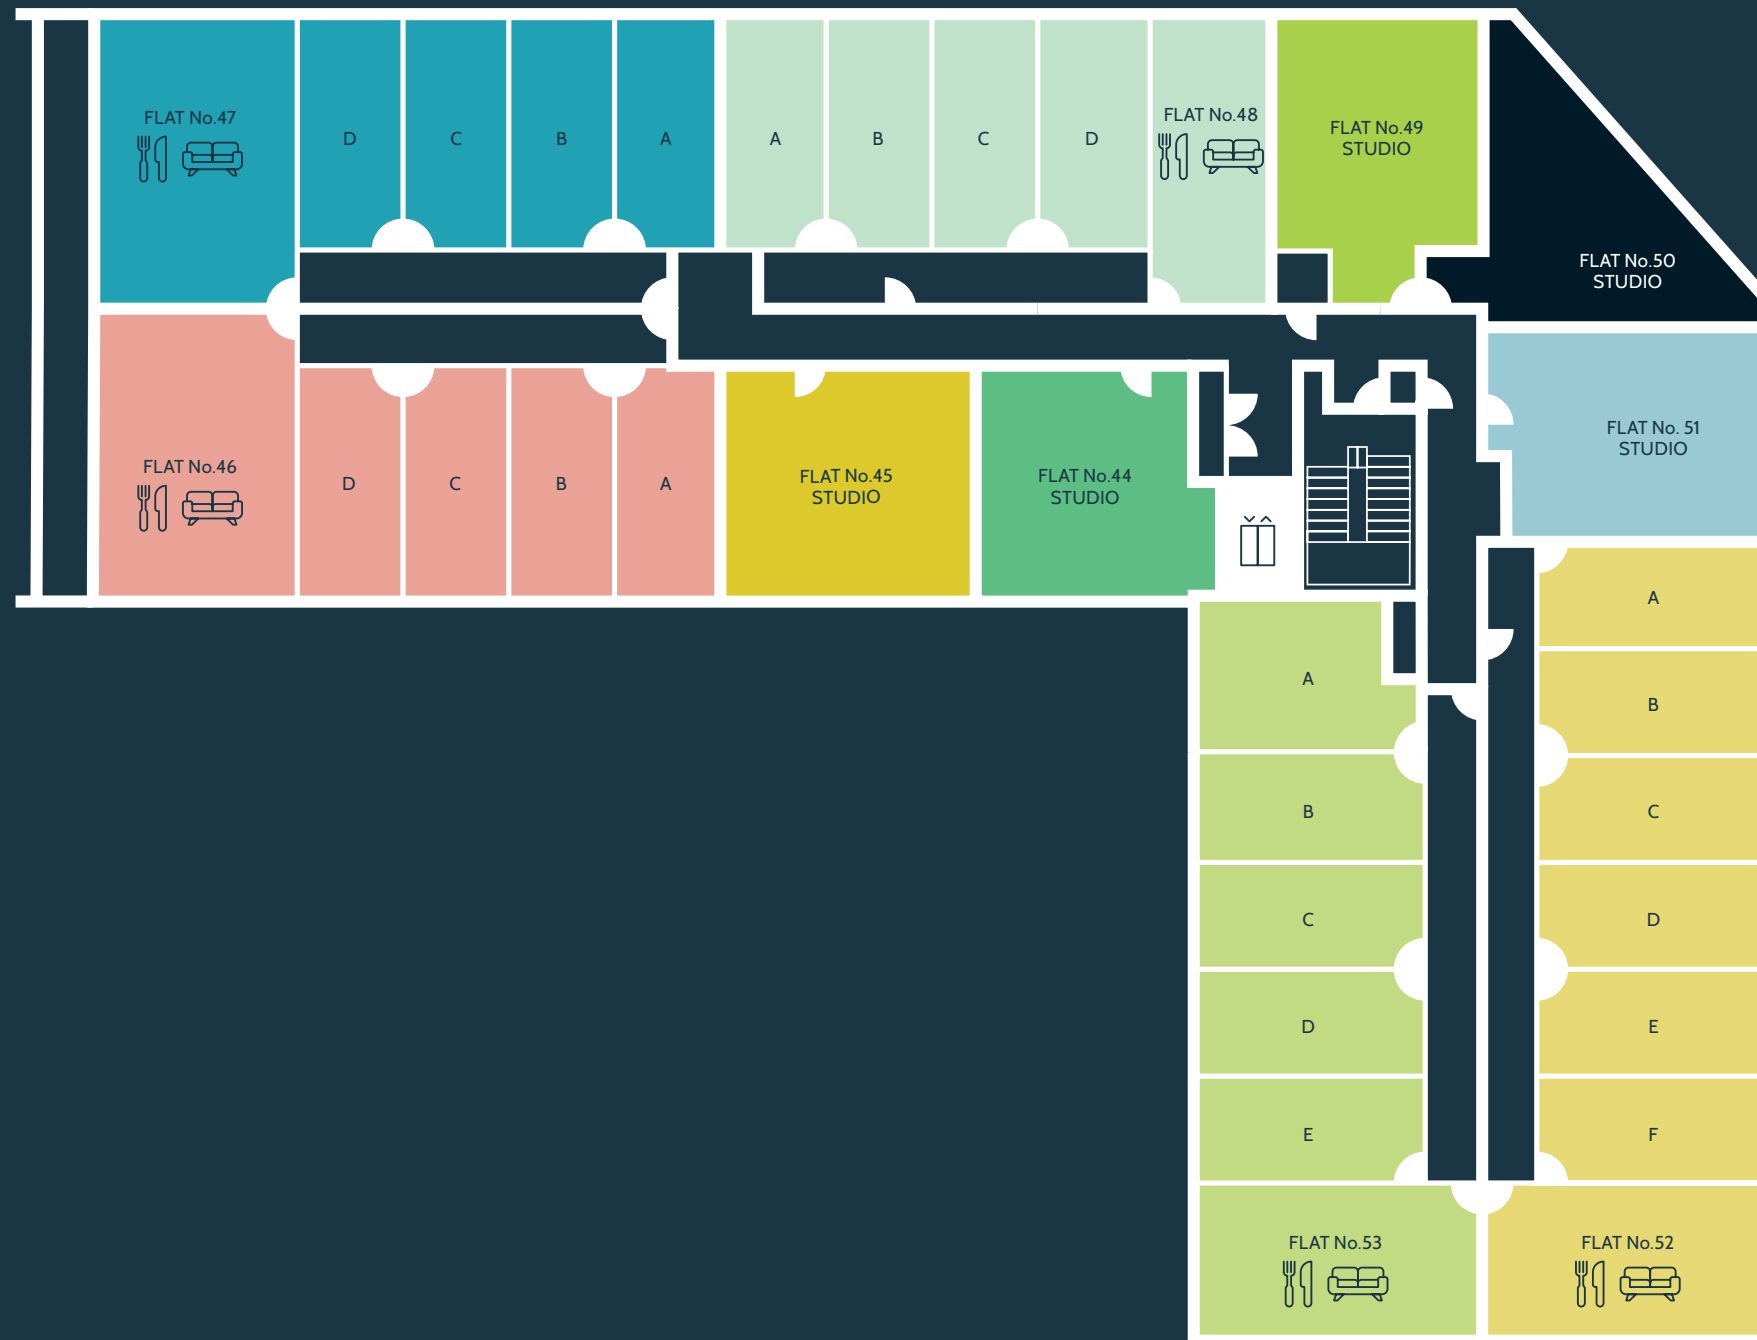 FLAT No.47
D
C
B
A
A
B
C
D
FLAT No.48
FLAT No.49
STUDIO
FLAT No.50
STUDIO
FLAT No.46
D
C
B
A
FLAT No.45
STUDIO
FLAT No.44
STUDIO
FLAT No. 51
STUDIO
A
B
C
D
E
FLAT No.53
A
B
C
D
E
F
FLAT No.52